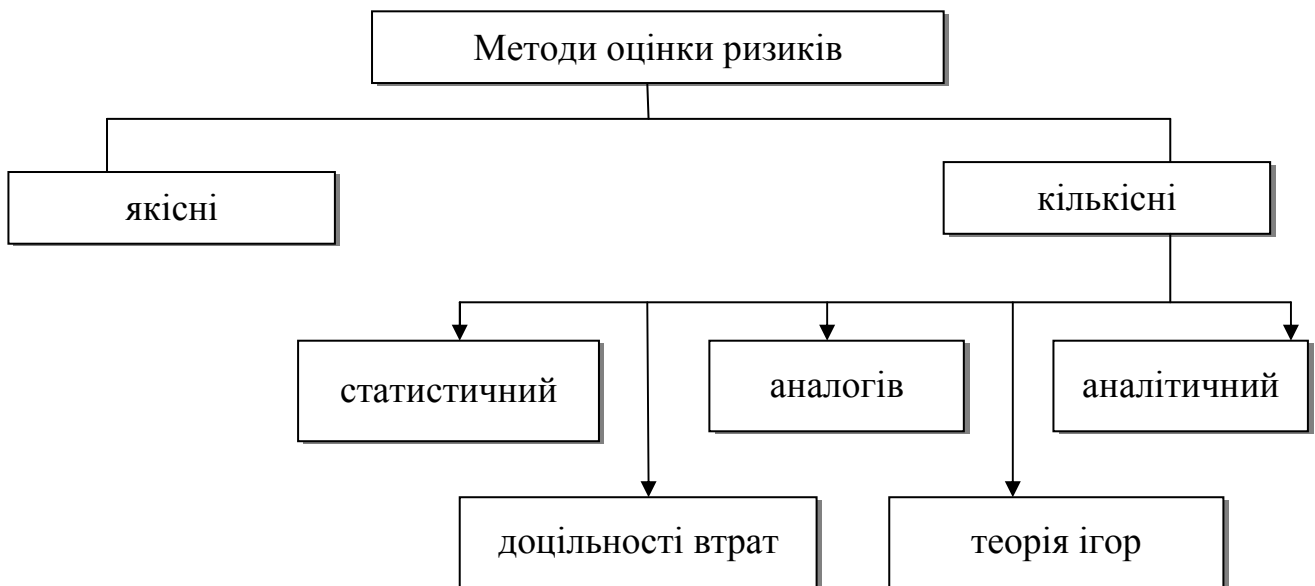 Методи оцінки ризиків
якісні
кількісні
статистичний
аналогів
аналітичний
доцільності втрат
теорія ігор